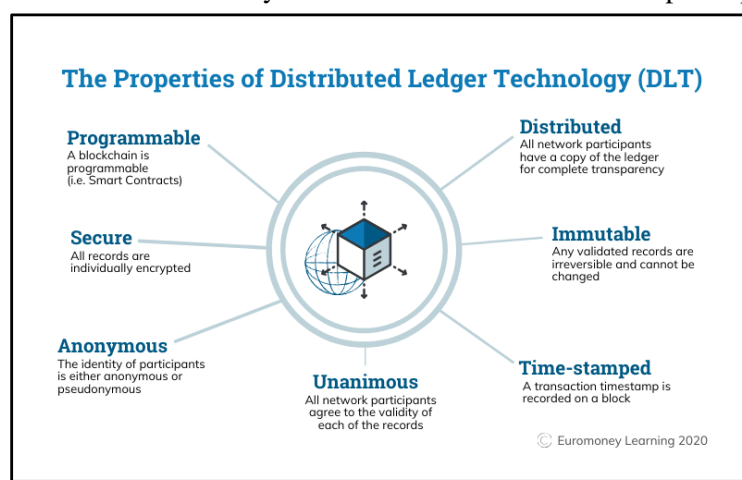 The Properties of Distributed Ledger Technology (DLT)
Programmable
A blockchain is
programmable
(i.e. Smart Contracts)
Secure
All records are
individually encrypted
Anonymous
The identity of participants
is either anonymous or
pseudonymous
Unanimous
All network participants
agree to the validity of
each of the records
Distributed
All network participants
have a copy of the ledger
for complete transparency
Immutable
Any validated records are
irreversible and cannot be
changed
Time-stamped
A transaction timestamp is
recorded on a block
© Euromoney Learning 2020